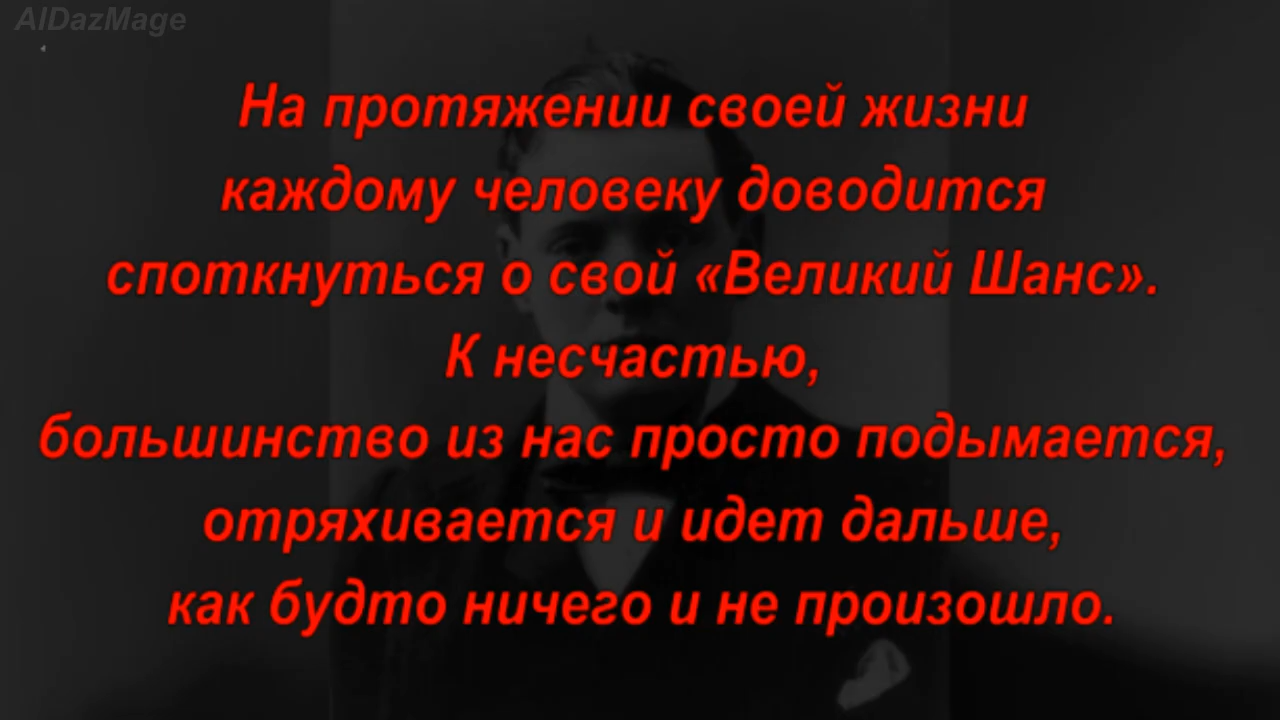 AlDazMage
На протяжении своей жизни
каждому человеку доводится
споткнуться о свой «Великий Шанс».
К несчастью,
большинство из нас просто подымается,
отряхивается и идет дальше,
как будто ничего и не произошло.